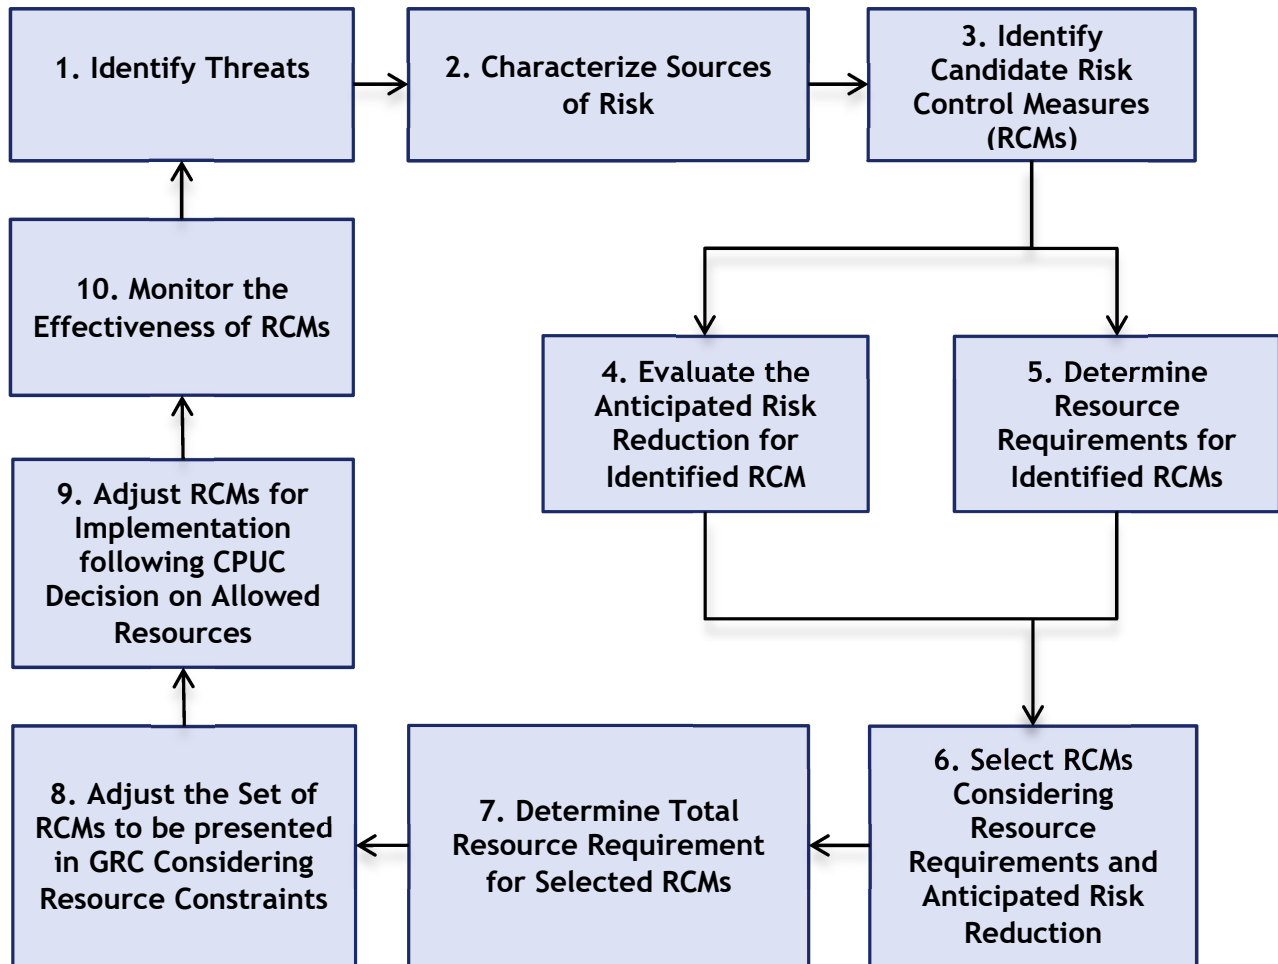 1. Identify Threats
2. Characterize Sources
of Risk
3. Identify
Candidate Risk
Control Measures
(RCMs)
4. Evaluate the
Anticipated Risk
Reduction for
Identified RCM
5. Determine
Resource
Requirements for
Identified RCMs
6. Select RCMs
Considering
Resource
Requirements and
Anticipated Risk
Reduction
7. Determine Total
Resource Requirement
for Selected RCMs
8. Adjust the Set of
RCMs to be presented
in GRC Considering
Resource Constraints
9. Adjust RCMs for
Implementation
following CPUC
Decision on Allowed
Resources
10. Monitor the
Effectiveness of RCMs